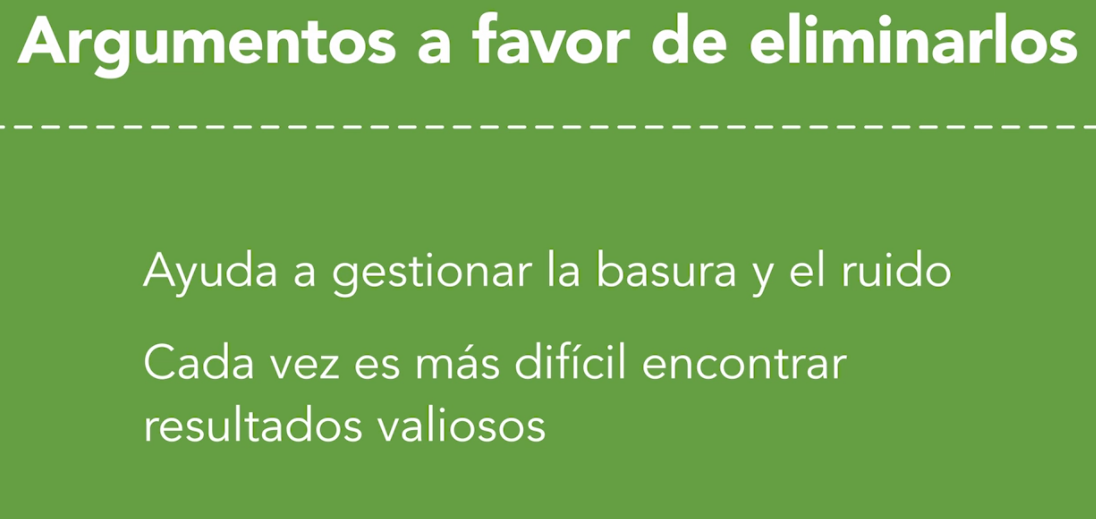 Argumentos a favor de eliminarlos
Ayuda a gestionar la basura y el ruido
Cada vez es más difícil encontrar
resultados valiosos